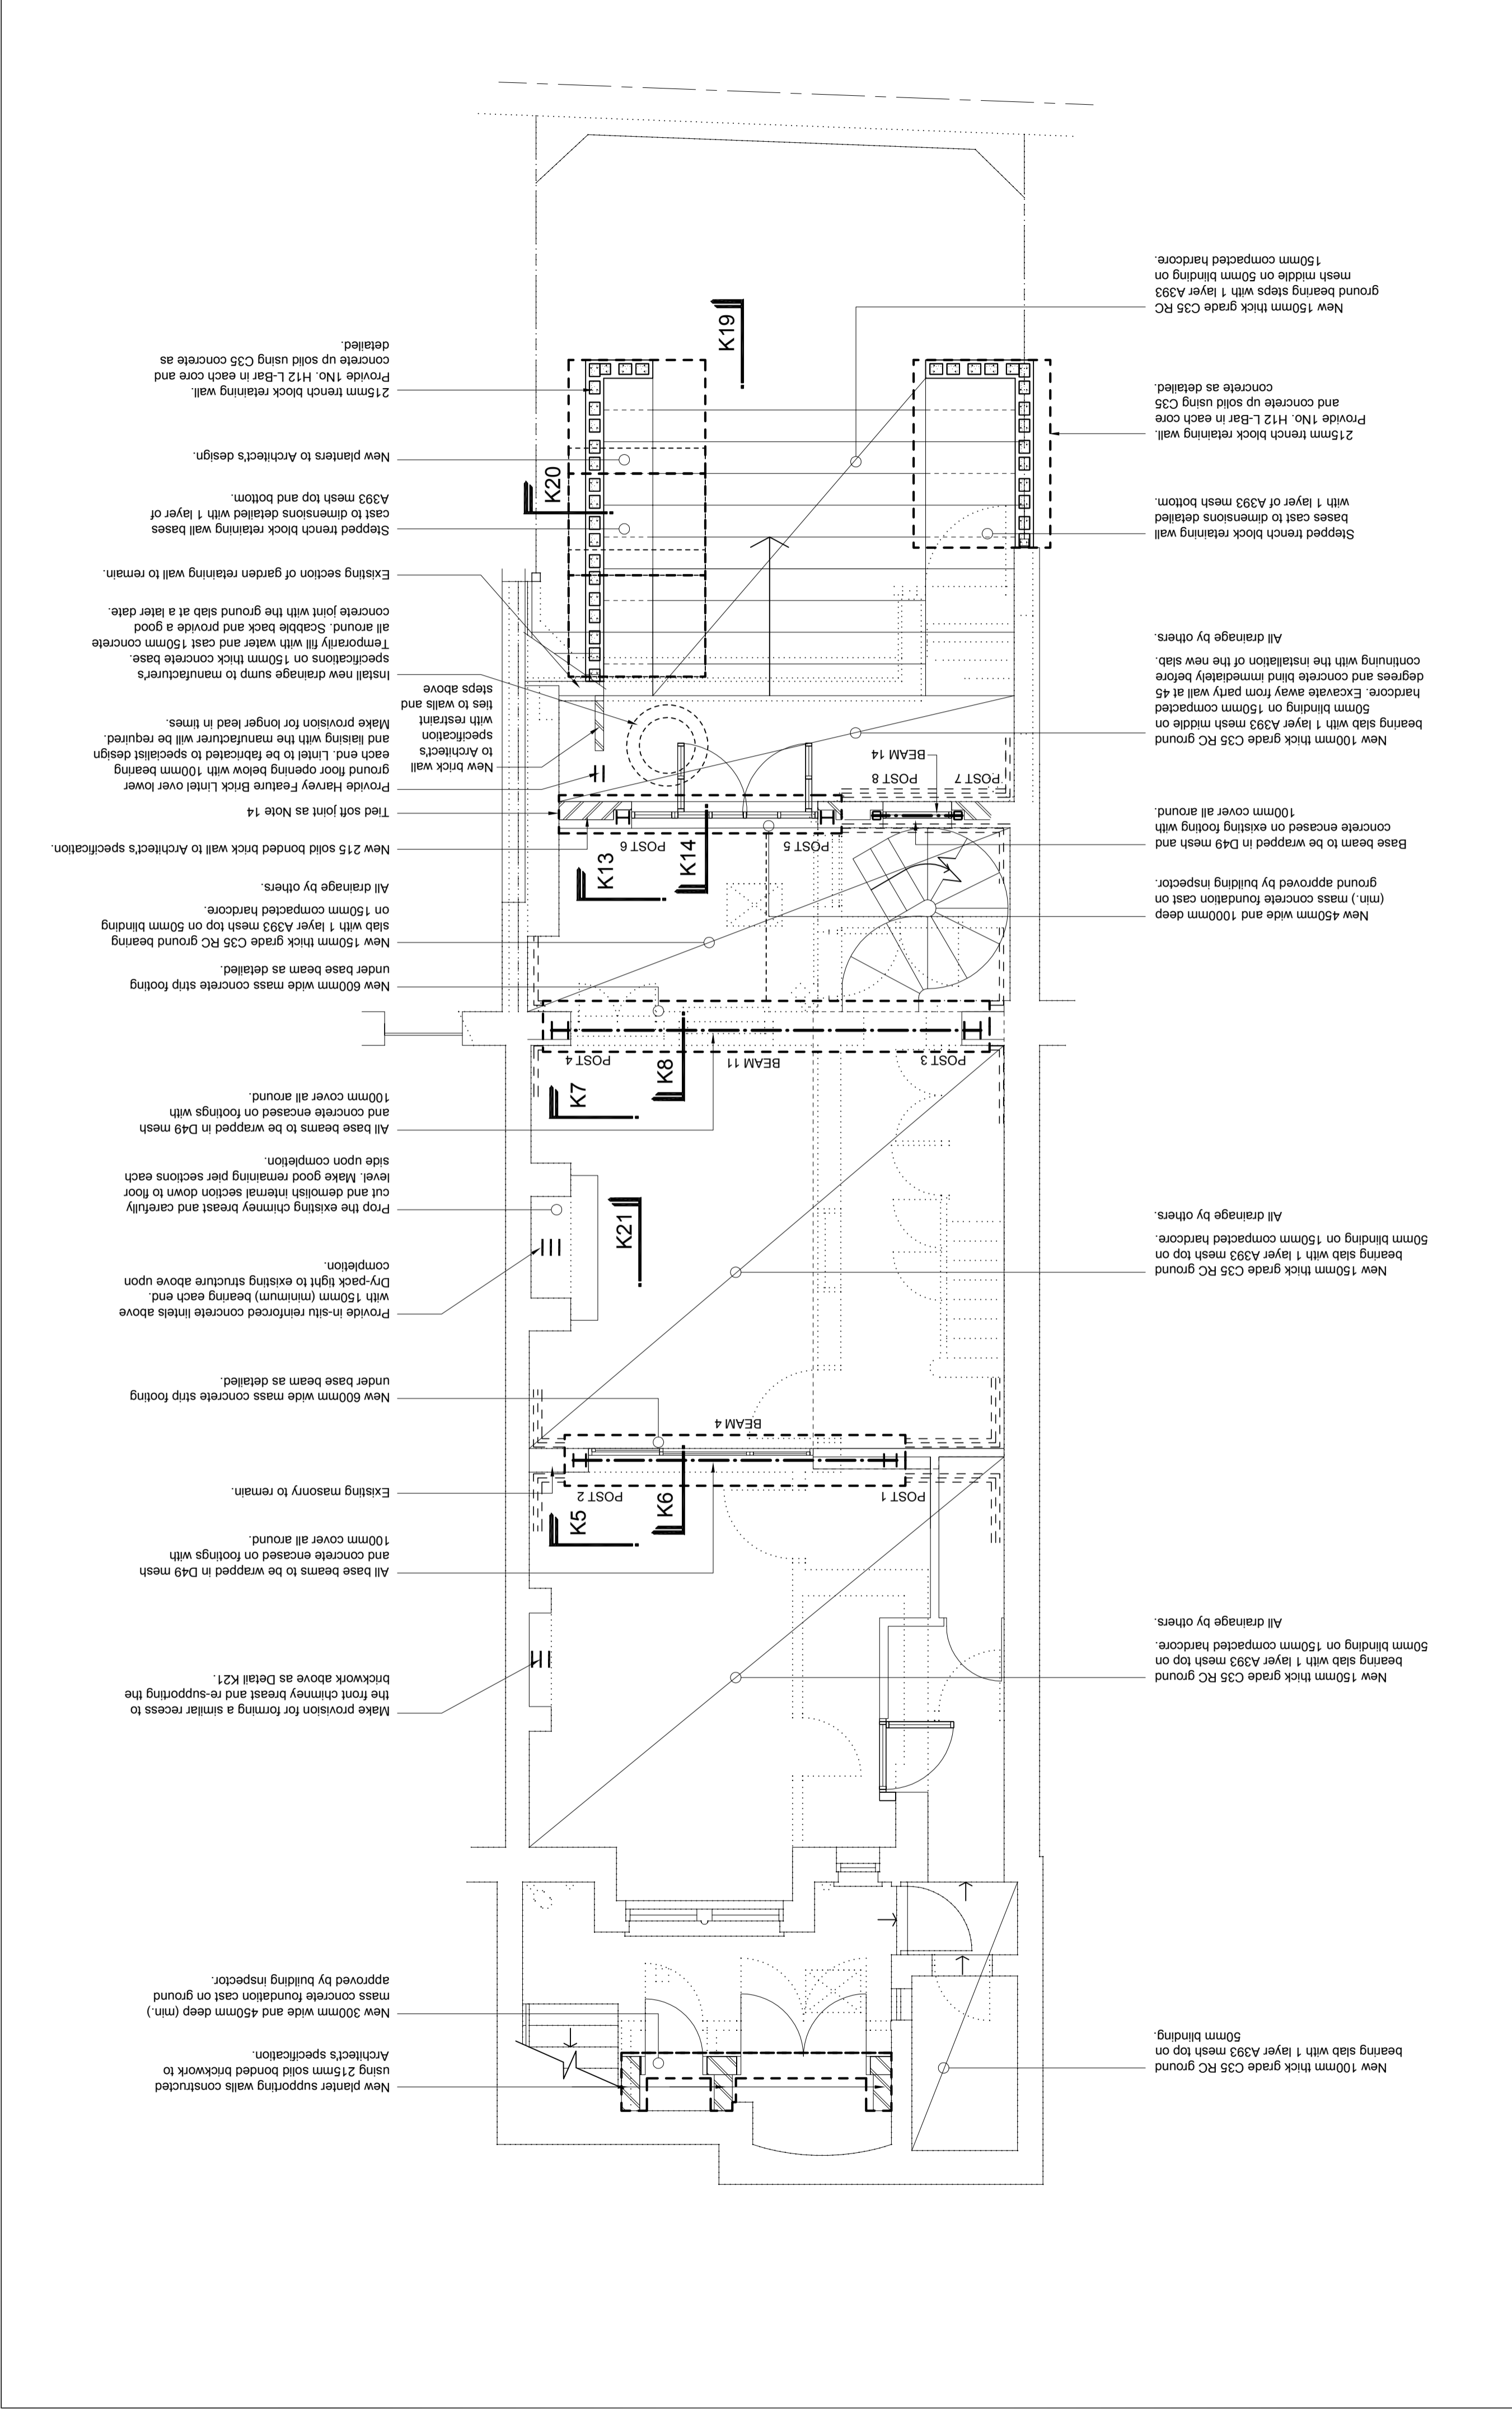 New 100mm thick grade C35 RC ground
bearing slab with 1 layer A393 mesh top on
50mm blinding.
New 150mm thick grade C35 RC ground
bearing slab with 1 layer A393 mesh top on
50mm blinding on 150mm compacted hardcore.
All drainage by others.
New 150mm thick grade C35 RC ground
bearing slab with 1 layer A393 mesh top on
50mm blinding on 150mm compacted hardcore.
All drainage by others.
New 450mm wide and 1000mm deep
(min.) mass concrete foundation cast on
ground approved by building inspector.
Base beam to be wrapped in D49 mesh and
concrete encased on existing footing with
100mm cover all around.
New 100mm thick grade C35 RC ground
bearing slab with 1 layer A393 mesh middle on
50mm blinding on 150mm compacted
hardcore. Excavate away from party wall at 45
degrees and concrete blind immediately before
continuing with the installation of the new slab.
All drainage by others.
Stepped trench block retaining wall
bases cast to dimensions detailed
with 1 layer of A393 mesh bottom.
215mm trench block retaining wall.
Provide 1No. H12 L-Bar in each core
and concrete up solid using C35
concrete as detailed.
New 150mm thick grade C35 RC
ground bearing steps with 1 layer A393
mesh middle on 50mm blinding on
150mm compacted hardcore.
K5
K6
POST 1
POST 2
BEAM 4
K21
K7
K8
POST 3
BEAM 11
POST 4
K13
K14
POST 5
POST 6
POST 7
POST 8
BEAM 14
K20
K19
New planter supporting walls constructed
using 215mm solid bonded brickwork to
Architect's specification.
New 300mm wide and 450mm deep (min.)
mass concrete foundation cast on ground
approved by building inspector.
Make provision for forming a similar recess to
the front chimney breast and re-supporting the
brickwork above as Detail K21.
All base beams to be wrapped in D49 mesh
and concrete encased on footings with
100mm cover all around.
Existing masonry to remain.
New 600mm wide mass concrete strip footing
under base beam as detailed.
Provide in-situ reinforced concrete lintels above
with 150mm (minimum) bearing each end.
Dry-pack tight to existing structure above upon
completion.
Prop the existing chimney breast and carefully
cut and demolish internal section down to floor
level. Make good remaining pier sections each
side upon completion.
All base beams to be wrapped in D49 mesh
and concrete encased on footings with
100mm cover all around.
New 600mm wide mass concrete strip footing
under base beam as detailed.
New 150mm thick grade C35 RC ground bearing
slab with 1 layer A393 mesh top on 50mm blinding
on 150mm compacted hardcore.
All drainage by others.
New 215 solid bonded brick wall to Architect's specification.
Tied soft joint as Note 14
Provide Harvey Feature Brick Lintel over lower
ground floor opening below with 100mm bearing
each end. Lintel to be fabricated to specialist design
and liaising with the manufacturer will be required.
Make provision for longer lead in times.
New brick wall
to Architect's
specification
with restraint
ties to walls and
steps above
Install new drainage sump to manufacturer's
specifications on 150mm thick concrete base.
Temporarily fill with water and cast 150mm concrete
all around. Scabble back and provide a good
concrete joint with the ground slab at a later date.
Existing section of garden retaining wall to remain.
Stepped trench block retaining wall bases
cast to dimensions detailed with 1 layer of
A393 mesh top and bottom.
New planters to Architect's design.
215mm trench block retaining wall.
Provide 1No. H12 L-Bar in each core and
concrete up solid using C35 concrete as
detailed.